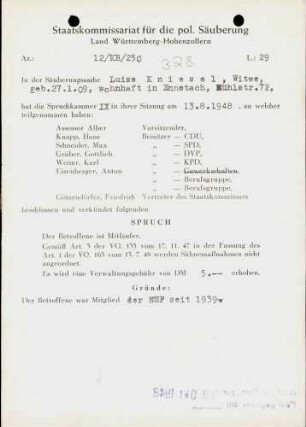 Staatskommissariat für die pol. Säuberung
Land Württemberg-Hohenzollern
Nr.: 12/KB/250 L: 29
328
In der Säuberungssache Luise Kniesel, Witwe,
geb.27.1.09, wohnhaft in Ennetach, Mühlstr.72,
hat die Spruchkammer IX in ihrer Sitzung am 13.8.1948 , an welcher
teilgenommen haben:
Assessor Alber Vorsitzender,
Knapp, Hans Beisitzer – CDU,
Schneider, Max „ – SPD,
Grüber, Gottlich „ – DVP,
Weiner, Karl „ – KPD,
Eisenberger, Anton „ – Gewerkschaften,
„ – Berufsgruppe,
„ – Berufsgruppe,
Götzendörfer, Friedrich – Vertreter des Staatskommissars
beschlossen und verkündet folgenden
SPRUCH
Der Betroffene ist Mitläufer.
Gemäß Art. 3 der VO. 133 vom 17. 11. 47 in der Fassung des
Art. 1 der VO. 165 vom 13. 7. 48 werden Sühnemaßnahmen nicht
angeordnet.
Es wird eine Verwaltungsgebühr von DM 5.-- erhoben.
Gründe:
Der Betroffene war Mitglied der NSF seit 1939.